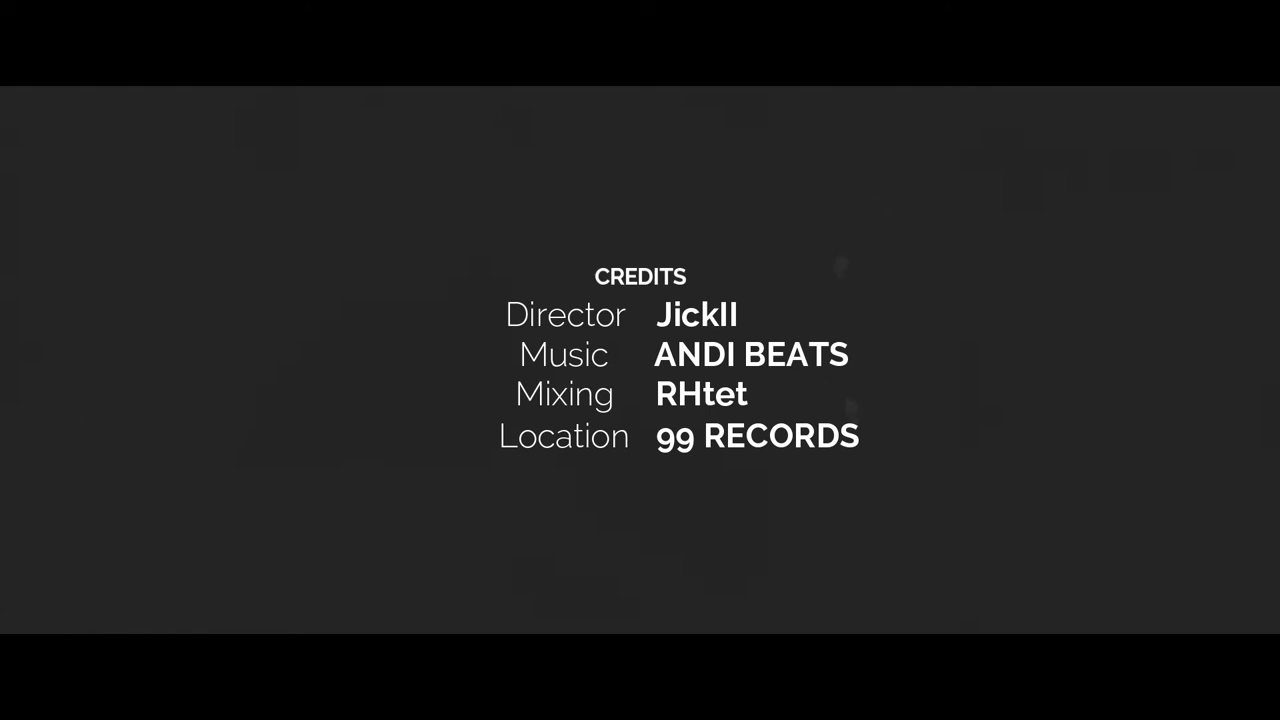 CREDITS
Director JickII
Music ANDI BEATS
Mixing RHtet
Location 99 RECORDS